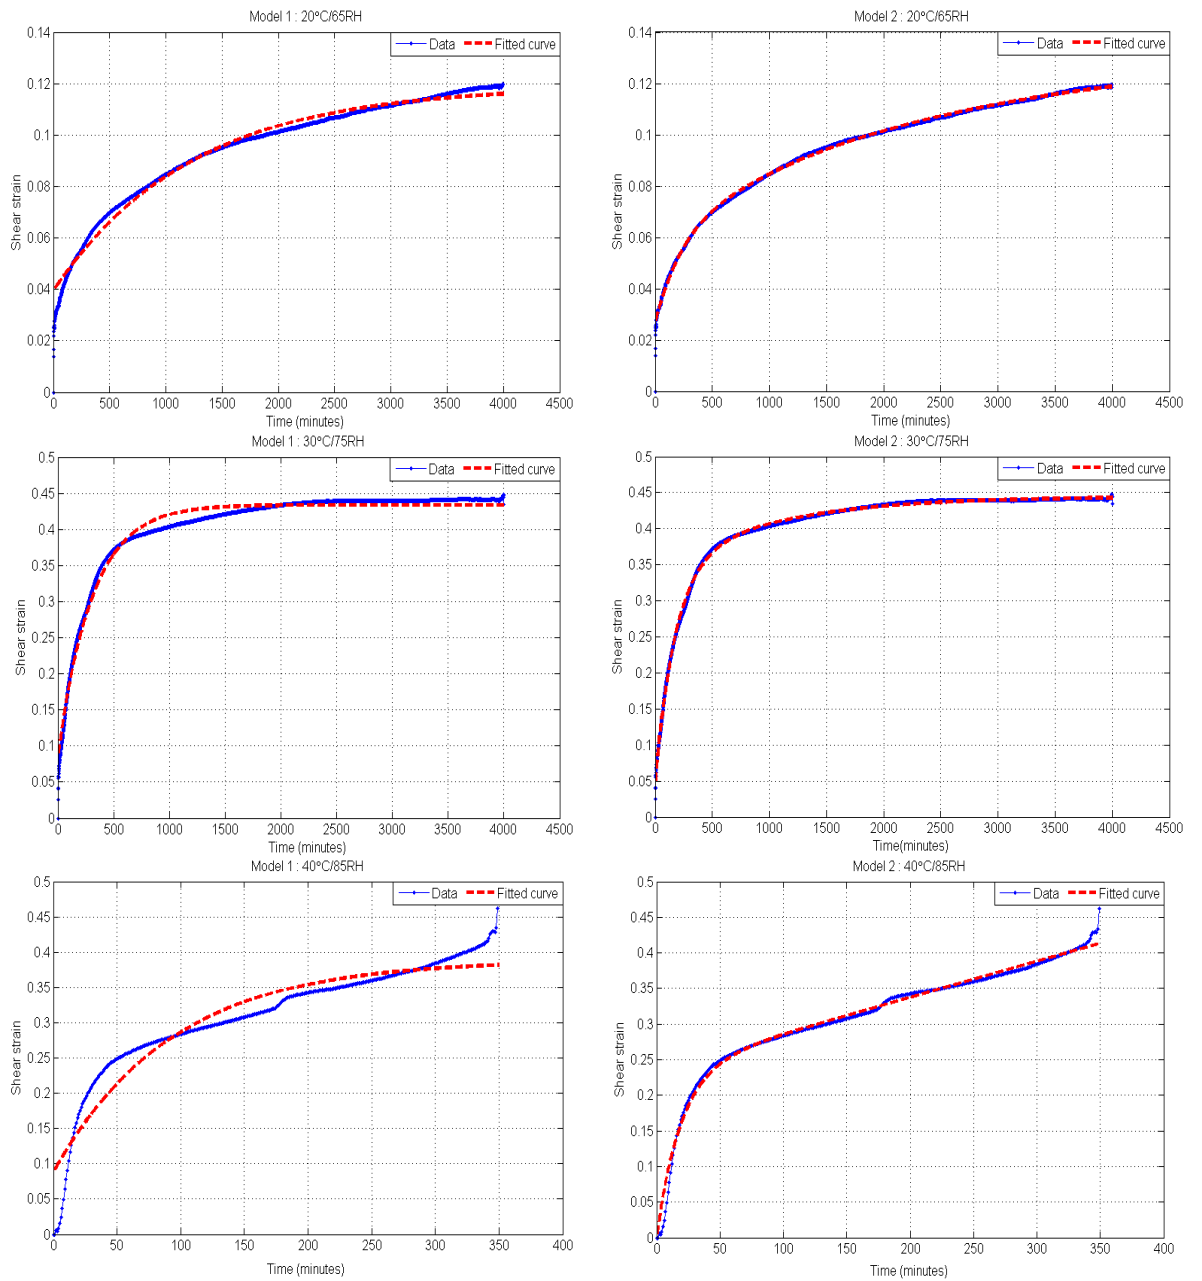 Model 1 : 20°C/65RH
Data Fitted curve
0.14
0.12
0.1
0.08
0.06
0.04
0.02
0
Shear strain
0 500 1000 1500 2000 2500 3000 3500 4000 4500
Time (minutes)
Model 2 : 20°C/65RH
Data Fitted curve
0.14
0.12
0.1
0.08
0.06
0.04
0.02
0
Shear strain
0 500 1000 1500 2000 2500 3000 3500 4000 4500
Time (minutes)
Model 1 : 30°C/75RH
Data Fitted curve
0.5
0.45
0.4
0.35
0.3
0.25
0.2
0.15
0.1
0.05
0
Shear strain
0 500 1000 1500 2000 2500 3000 3500 4000 4500
Time (minutes)
Model 2 : 30°C/75RH
Data Fitted curve
0.5
0.45
0.4
0.35
0.3
0.25
0.2
0.15
0.1
0.05
0
Shear strain
0 500 1000 1500 2000 2500 3000 3500 4000 4500
Time(minutes)
Model 1 : 40°C/85RH
Data Fitted curve
0.5
0.45
0.4
0.35
0.3
0.25
0.2
0.15
0.1
0.05
0
Shear strain
0 50 100 150 200 250 300 350 400
Time (minutes)
Model 2 : 40°C/85RH
Data Fitted curve
0.5
0.45
0.4
0.35
0.3
0.25
0.2
0.15
0.1
0.05
0
Shear strain
0 50 100 150 200 250 300 350 400
Time (minutes)